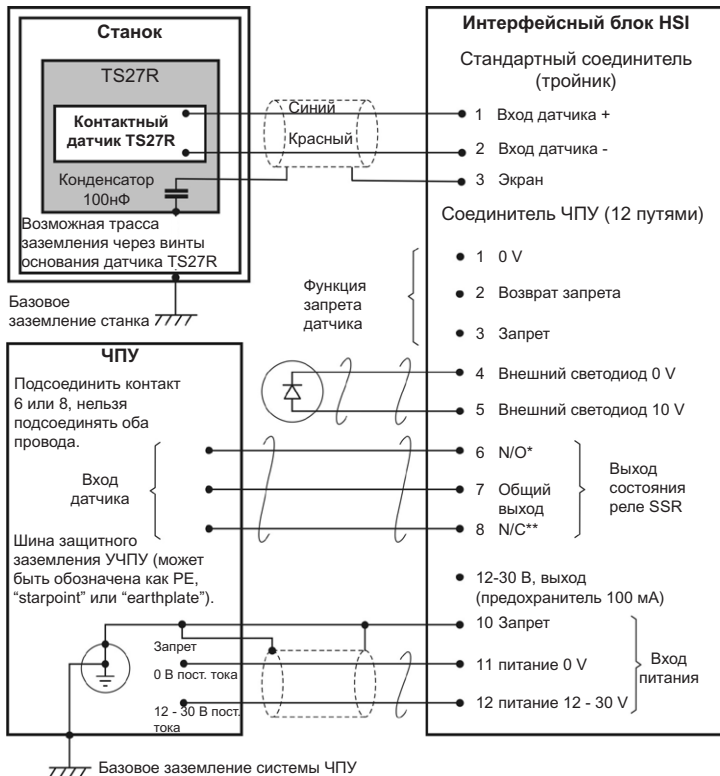 Станок
TS27R
Контактный
датчик TS27R
Конденсатор
100нФ
Возможная трасса
заземления через винты
основания датчика TS27R
Базовое
заземление станка
Синий
Красный
Интерфейсный блок HSI
Стандартный соединитель
(тройник)
1 Вход датчика +
2 Вход датчика -
3 Экран
Соединитель ЧПУ (12 путями)
Функция
запрета
датчика
1 0 V
2 Возврат запрета
3 Запрет
4 Внешний светодиод 0 V
5 Внешний светодиод 10 V
6 N/O*
7 Общий
выход
8 N/C**
Выход
состояния
реле SSR
12-30 В, выход
(предохранитель 100 мА)
10 Запрет
11 питание 0 V
12 питание 12 - 30 V
Вход
питания
ЧПУ
Подсоединить контакт
6 или 8, нельзя
подсоединять оба
провода.
Вход
датчика
Шина защитного
заземления УЧПУ (может
быть обозначена как PE,
“starpoint” или “earthplate”).
Запрет
0 В пост. тока
12 - 30 В пост.
тока
Базовое заземление системы ЧПУ